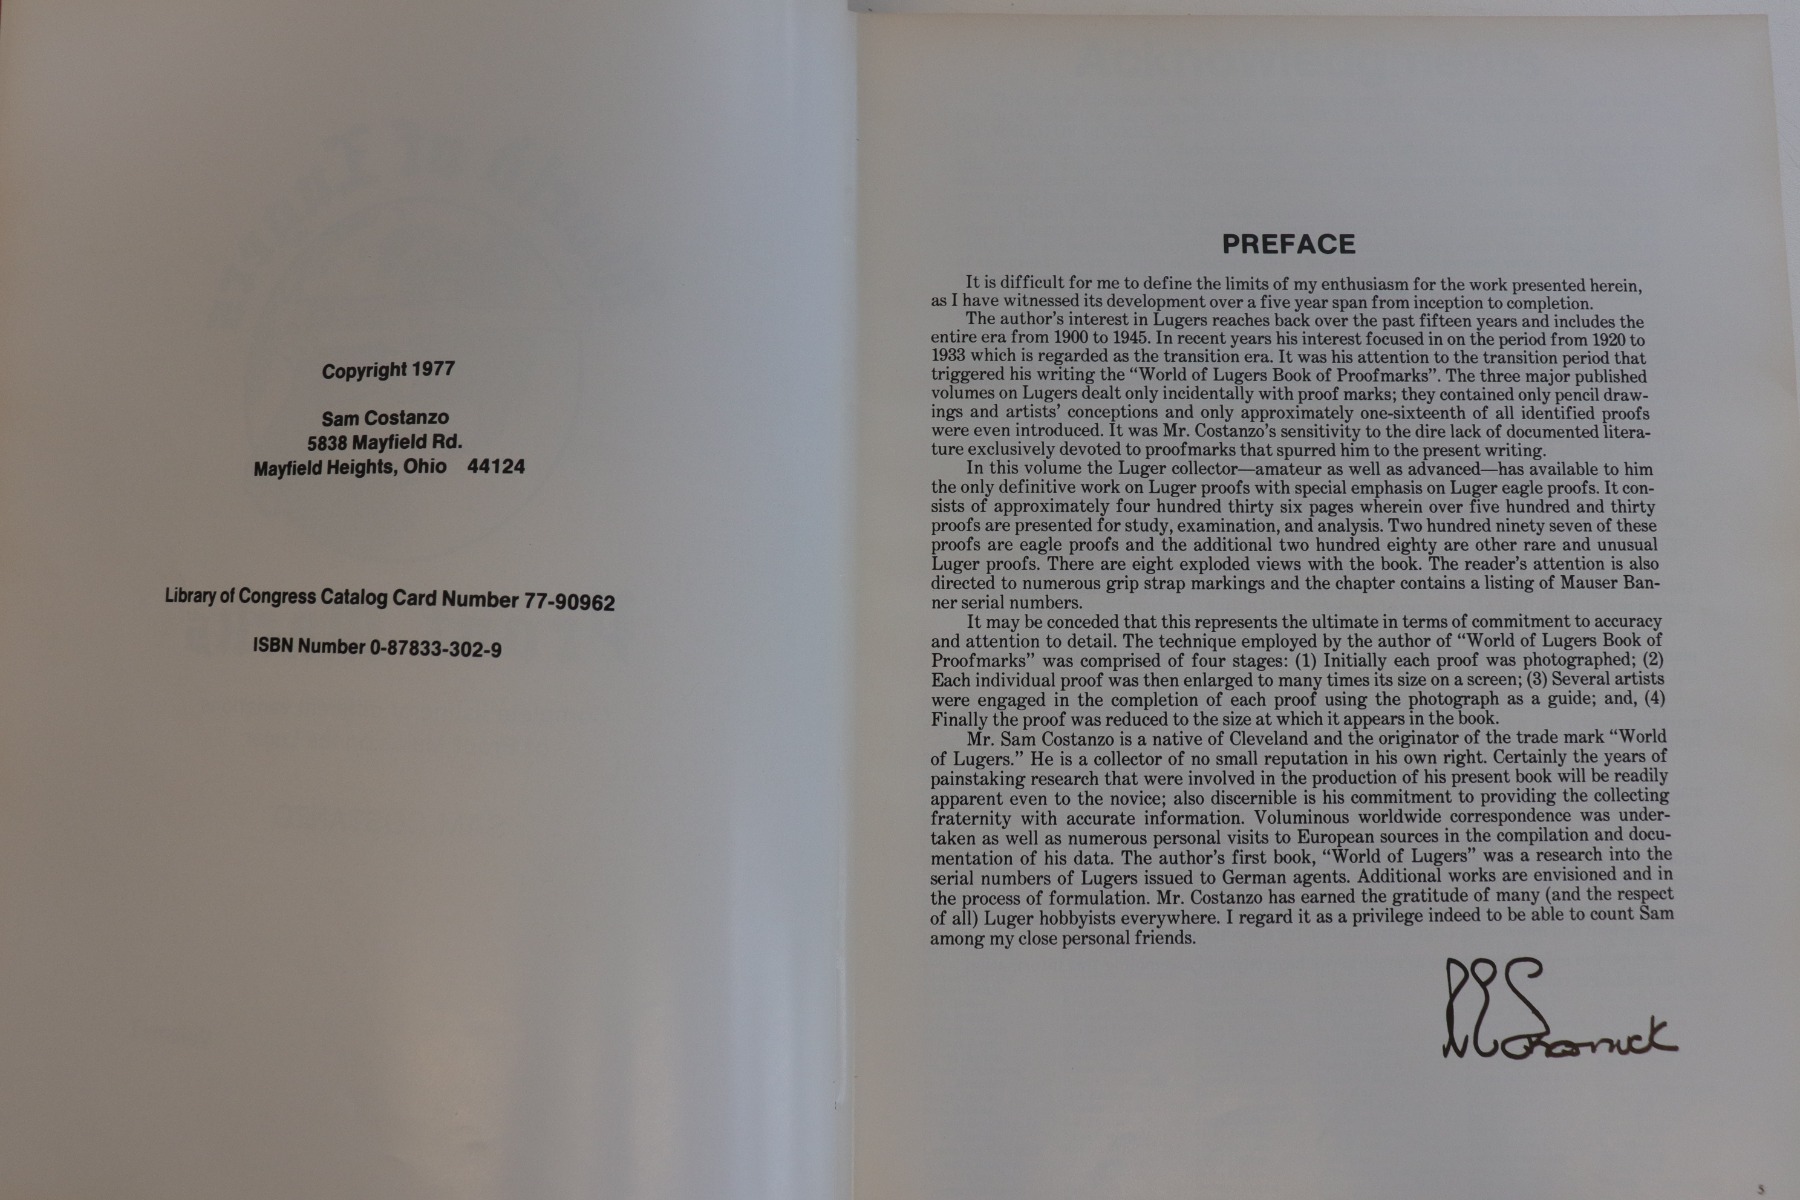 Copyright 1977
Sam Costanzo
5838 Mayfield Rd.
Mayfield Heights, Ohio 44124
Library of Congress Catalog Card Number 77-90962
ISBN Number 0-87833-302-9
PREFACE
It is difficult for me to define the limits of my enthusiasm for the work presented herein,
as I have witnessed its development over a five year span from inception to completion.
The author's interest in Lugers reaches back over the past fifteen years and includes the
entire era from 1900 to 1945. In recent years his interest focused in on the period from 1920 to
1933 which is regarded as the transition era. It was his attention to the transition period that
triggered his writing the "World of Lugers Book of Proofmarks". The three major published
volumes on Lugers dealt only incidentally with proof marks; they contained only pencil draw-
ings and artists' conceptions and only approximately one-sixteenth of all identified proofs
were even introduced. It was Mr. Costanzo's sensitivity to the dire lack of documented litera-
ture exclusively devoted to proofmarks that spurred him to the present writing.
In this volume the Luger collector—amateur as well as advanced—has available to him
the only definitive work on Luger proofs with special emphasis on Luger eagle proofs. It con-
sists of approximately four hundred thirty six pages wherein over five hundred and thirty
proofs are presented for study, examination, and analysis. Two hundred ninety seven of these
proofs are eagle proofs and the additional two hundred eighty are other rare and unusual
Luger proofs. There are eight exploded views with the book. The reader's attention is also
directed to numerous grip strap markings and the chapter contains a listing of Mauser Ban-
ner serial numbers.
It may be conceded that this represents the ultimate in terms of commitment to accuracy
and attention to detail. The technique employed by the author of "World of Lugers Book of
Proofmarks" was comprised of four stages: (1) Initially each proof was photographed; (2)
Each individual proof was then enlarged to many times its size on a screen; (3) Several artists
were engaged in the completion of each proof using the photograph as a guide; and, (4)
Finally the proof was reduced to the size at which it appears in the book.
Mr. Sam Costanzo is a native of Cleveland and the originator of the trade mark "World
of Lugers." He is a collector of no small reputation in his own right. Certainly the years of
painstaking research that were involved in the production of his present book will be readily
apparent even to the novice; also discernible is his commitment to providing the collecting
fraternity with accurate information. Voluminous worldwide correspondence was under-
taken as well as numerous personal visits to European sources in the compilation and docu-
mentation of his data. The author's first book, "World of Lugers" was a research into the
serial numbers of Lugers issued to German agents. Additional works are envisioned and in
the process of formulation. Mr. Costanzo has earned the gratitude of many (and the respect
of all) Luger hobbyists everywhere. I regard it as a privilege indeed to be able to count Sam
among my close personal friends.
5